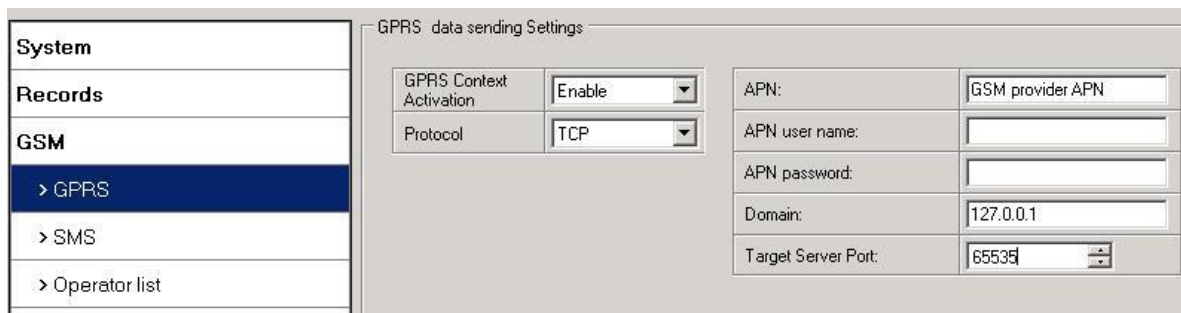 System
Records
GSM
> GPRS
> SMS
> Operator list
GPRS data sending Settings
GPRS Context Activation
Enable
Protocol
TCP
APN:
GSM provider APN
APN user name:
APN password:
Domain:
127.0.0.1
Target Server Port:
65535